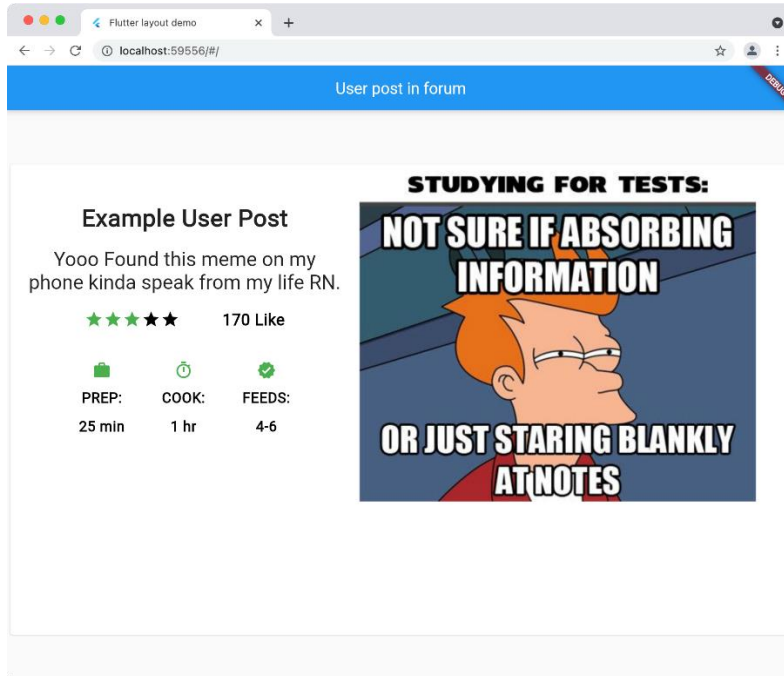 Flutter layout demo
localhost:59556/#/
User post in forum
DEBUG
Example User Post
Yooo Found this meme on my
phone kinda speak from my life RN.
170 Like
PREP:
COOK:
FEEDS:
25 min
1 hr
4-6
STUDYING FOR TESTS:
NOT SURE IF ABSORBING
INFORMATION
OR JUST STARING BLANKLY
AT NOTES